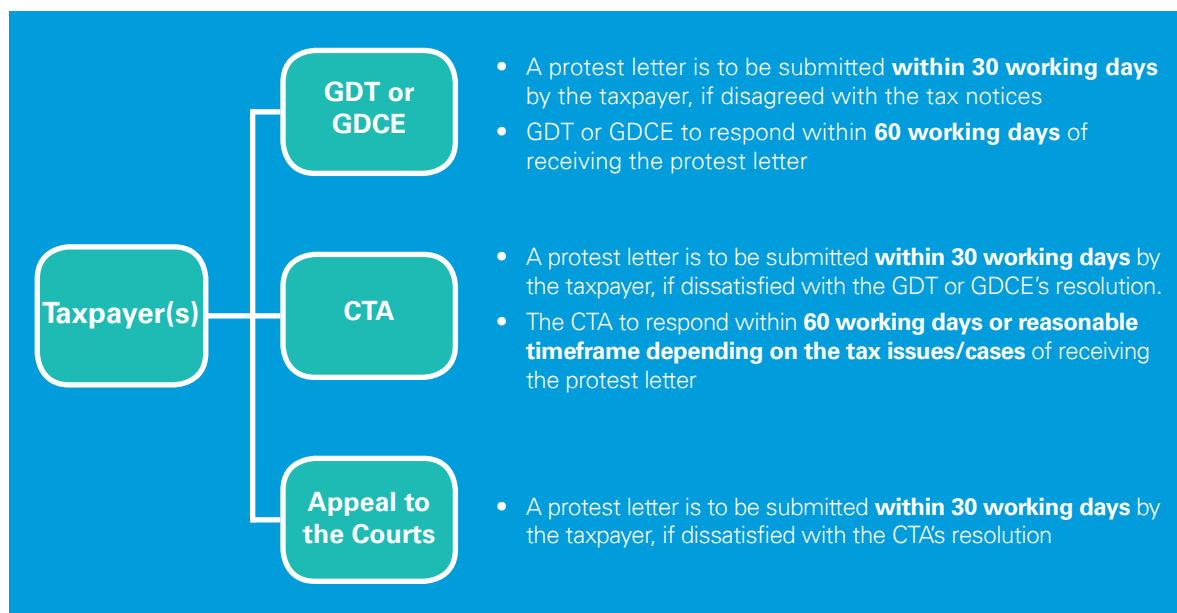 GDT or
GDCE
• A protest letter is to be submitted within 30 working days
by the taxpayer, if disagreed with the tax notices
• GDT or GDCE to respond within 60 working days of
receiving the protest letter
Taxpayer(s)
CTA
• A protest letter is to be submitted within 30 working days by
the taxpayer, if dissatisfied with the GDT or GDCE’s resolution.
• The CTA to respond within 60 working days or reasonable
timeframe depending on the tax issues/cases of receiving
the protest letter
Appeal to
the Courts
• A protest letter is to be submitted within 30 working days by
the taxpayer, if dissatisfied with the CTA’s resolution